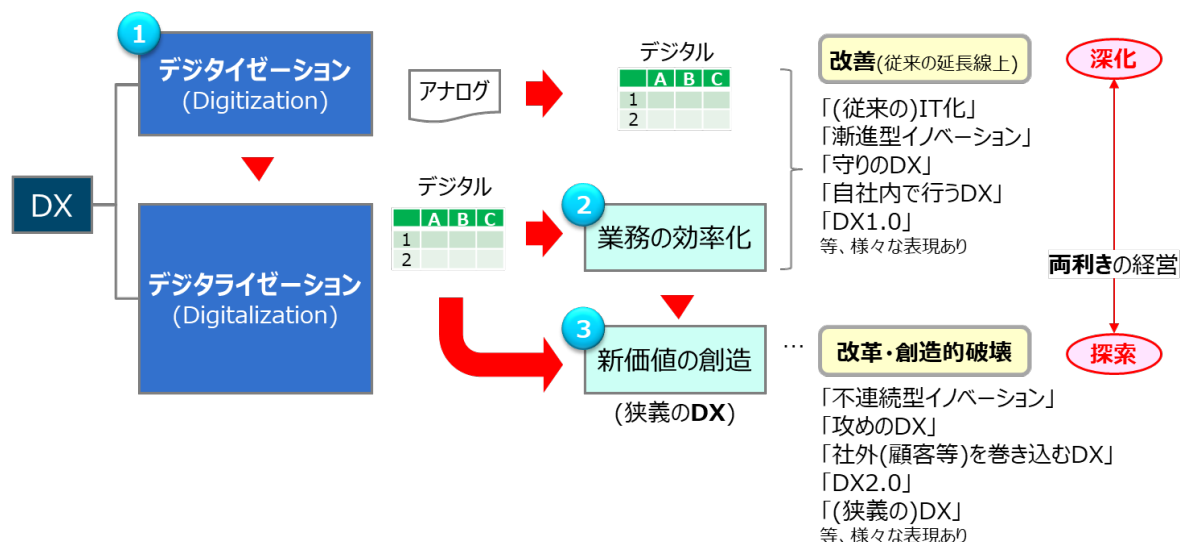 DX
1
デジタイゼーション
(Digitization)
アナログ
デジタル
A B C
1
2
デジタライゼーション
(Digitalization)
デジタル
A B C
1
2
2
業務の効率化
3
新価値の創造
(狭義のDX)
改善(従来の延長線上)
「(従来の)IT化」
「漸進型イノベーション」
「守りのDX」
「自社内で行うDX」
「DX1.0」
等、様々な表現あり
…
改革・創造的破壊
「不連続型イノベーション」
「攻めのDX」
「社外(顧客等)を巻き込むDX」
「DX2.0」
「(狭義の)DX」
等、様々な表現あり
深化
両利きの経営
探索